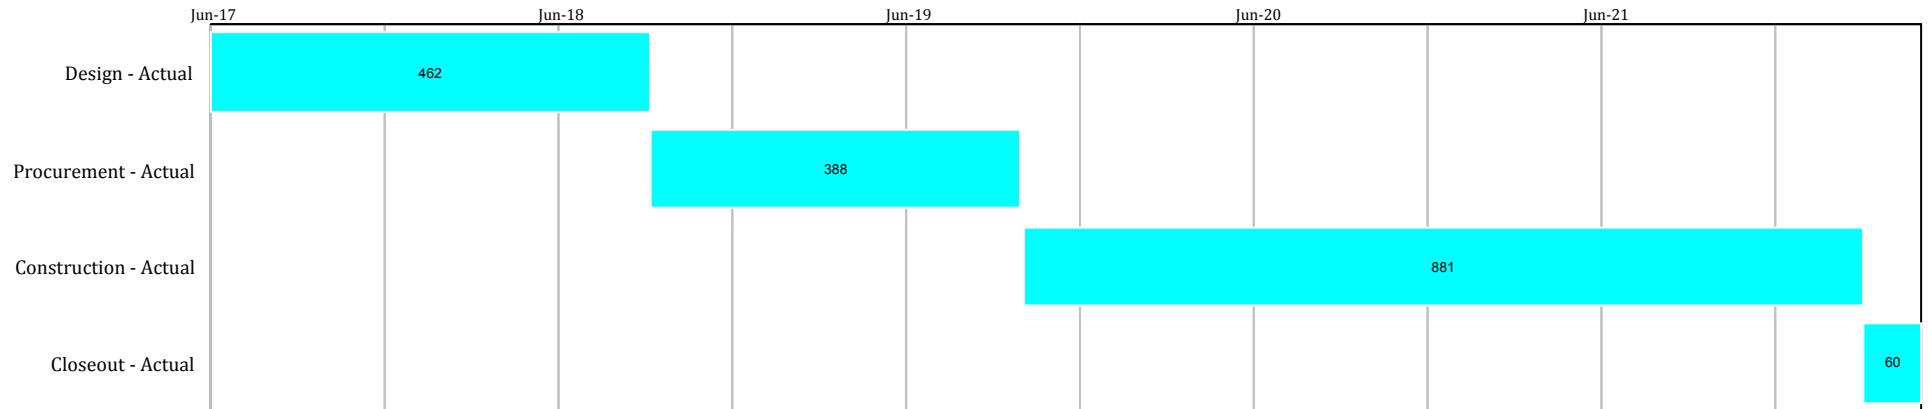 Jun-17 Jun-18 Jun-19 Jun-20 Jun-21
Design - Actual 462
Procurement - Actual 388
Construction - Actual 881
Closeout - Actual 60